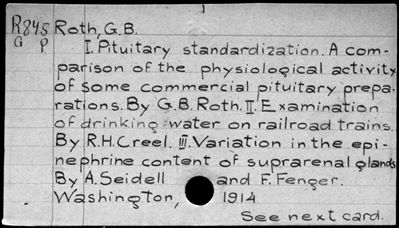 R845 Roth, G.B.
G P. I. Pituitary standardization. A com-
parison of the physiological activity
of some commercial pituitary prepa-
rations. By G.B. Roth. II. Examination
of drinking water on railroad trains.
By R.H. Creel. III. Variation in the epi-
nephrine content of suprarenal glands
By A. Seidell and F. Fenger.
Washington, 1914
See next card.